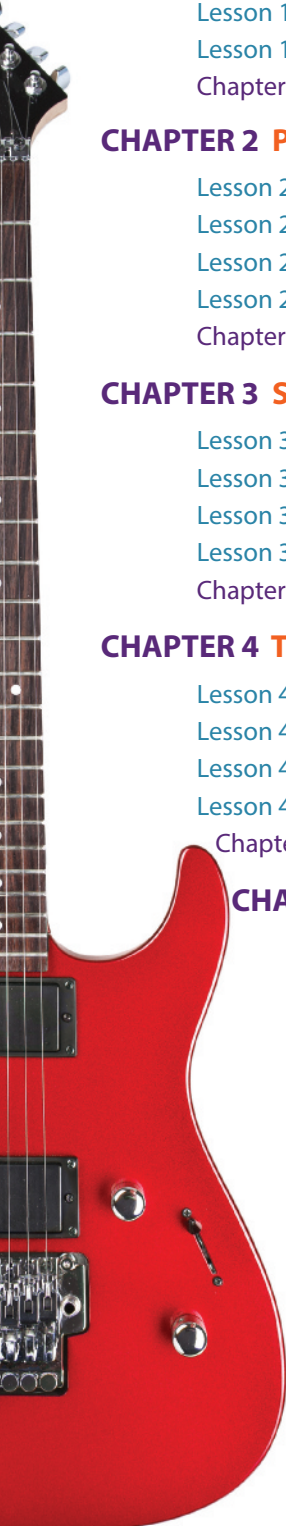 Lesson 1
Lesson 1
Chapter
CHAPTER 2 P
Lesson 2
Lesson 2
Lesson 2
Lesson 2
Chapter
CHAPTER 3 S
Lesson 3
Lesson 3
Lesson 3
Lesson 3
Chapter
CHAPTER 4 T
Lesson 4
Lesson 4
Lesson 4
Lesson 4
Chapte
CHA